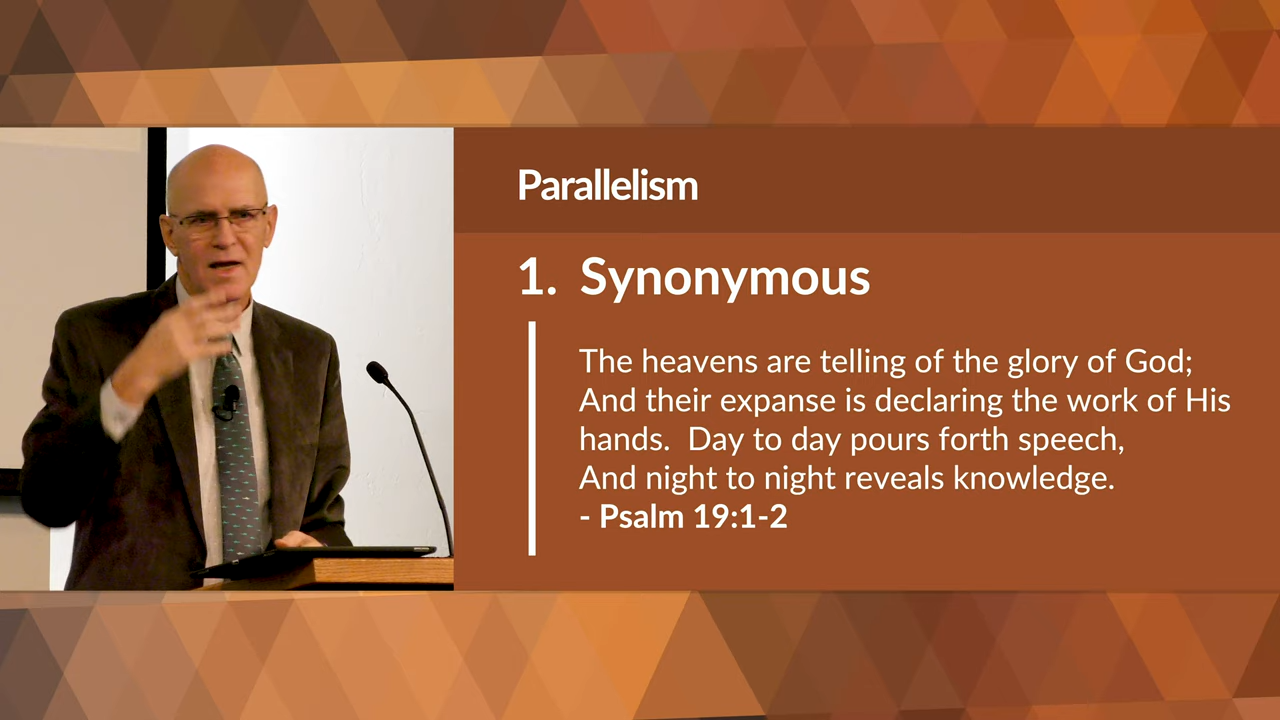 Parallelism
1. Synonymous
The heavens are telling of the glory of God;
And their expanse is declaring the work of His
hands.  Day to day pours forth speech,
And night to night reveals knowledge.
- Psalm 19:1-2